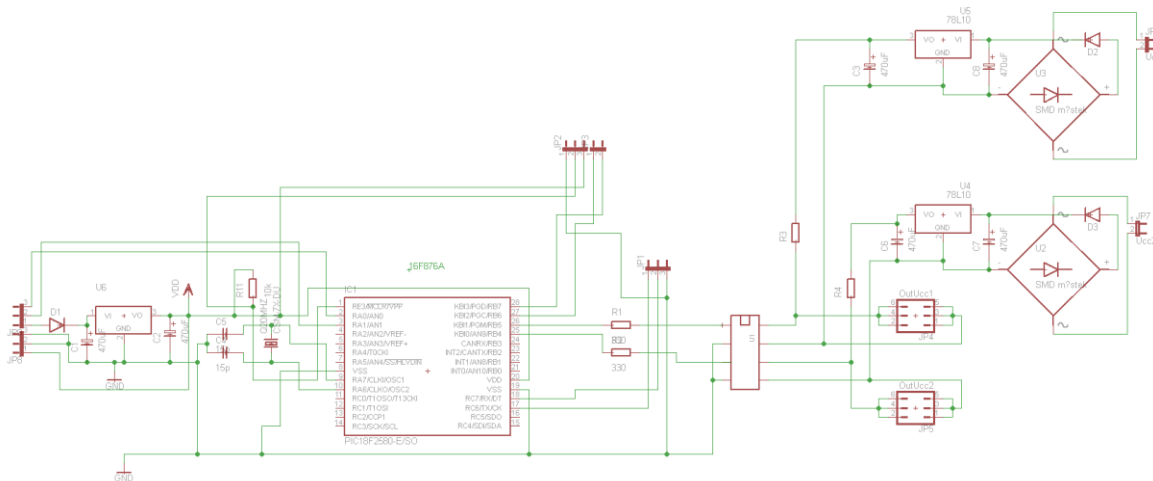 U5
78L10
VO
VI
GND
C3
470uF
C8
470uF
U3
SMD m?stek
D2
JP2
JP3
U4
78L10
VO
VI
GND
C6
470uF
C7
470uF
U2
SMD m?stek
D3
JP7
Ucc2
R3
R4
JP1
16F876A
U6
VDD
D1
C1
470uF
VI
VO
GND
C2
470uF
R11
10k
C5
15p
GND
IC1
RE3/MCLR/VPP
RA0/AN0
RA1/AN1
RA2/AN2/VREF-
RA3/AN3/VREF+
RA4/T0CKI
VSS
RA7/CLKI/OSC1
RA6/CLKO/OSC2
RC0/T1OSO/T13CKI
RC1/T1OSI
RC2/CCP1
RC3/SCK/SCL
KBI3/PGD/RB7
KBI2/PGC/RB6
KBI1/PGM/RB5
KBI0/AN9/RB4
CANRX/RB3
INT2/CANTX/RB2
INT1/AN8/RB1
INT0/AN10/RB0
VDD
VSS
RC7/RX/DT
RC6/TX/CK
RC5/SDO
RC4/SDI/SDA
PIC18F2580-E/SO
R1
330
OutUcc1
JP4
OutUcc2
JP5
GND